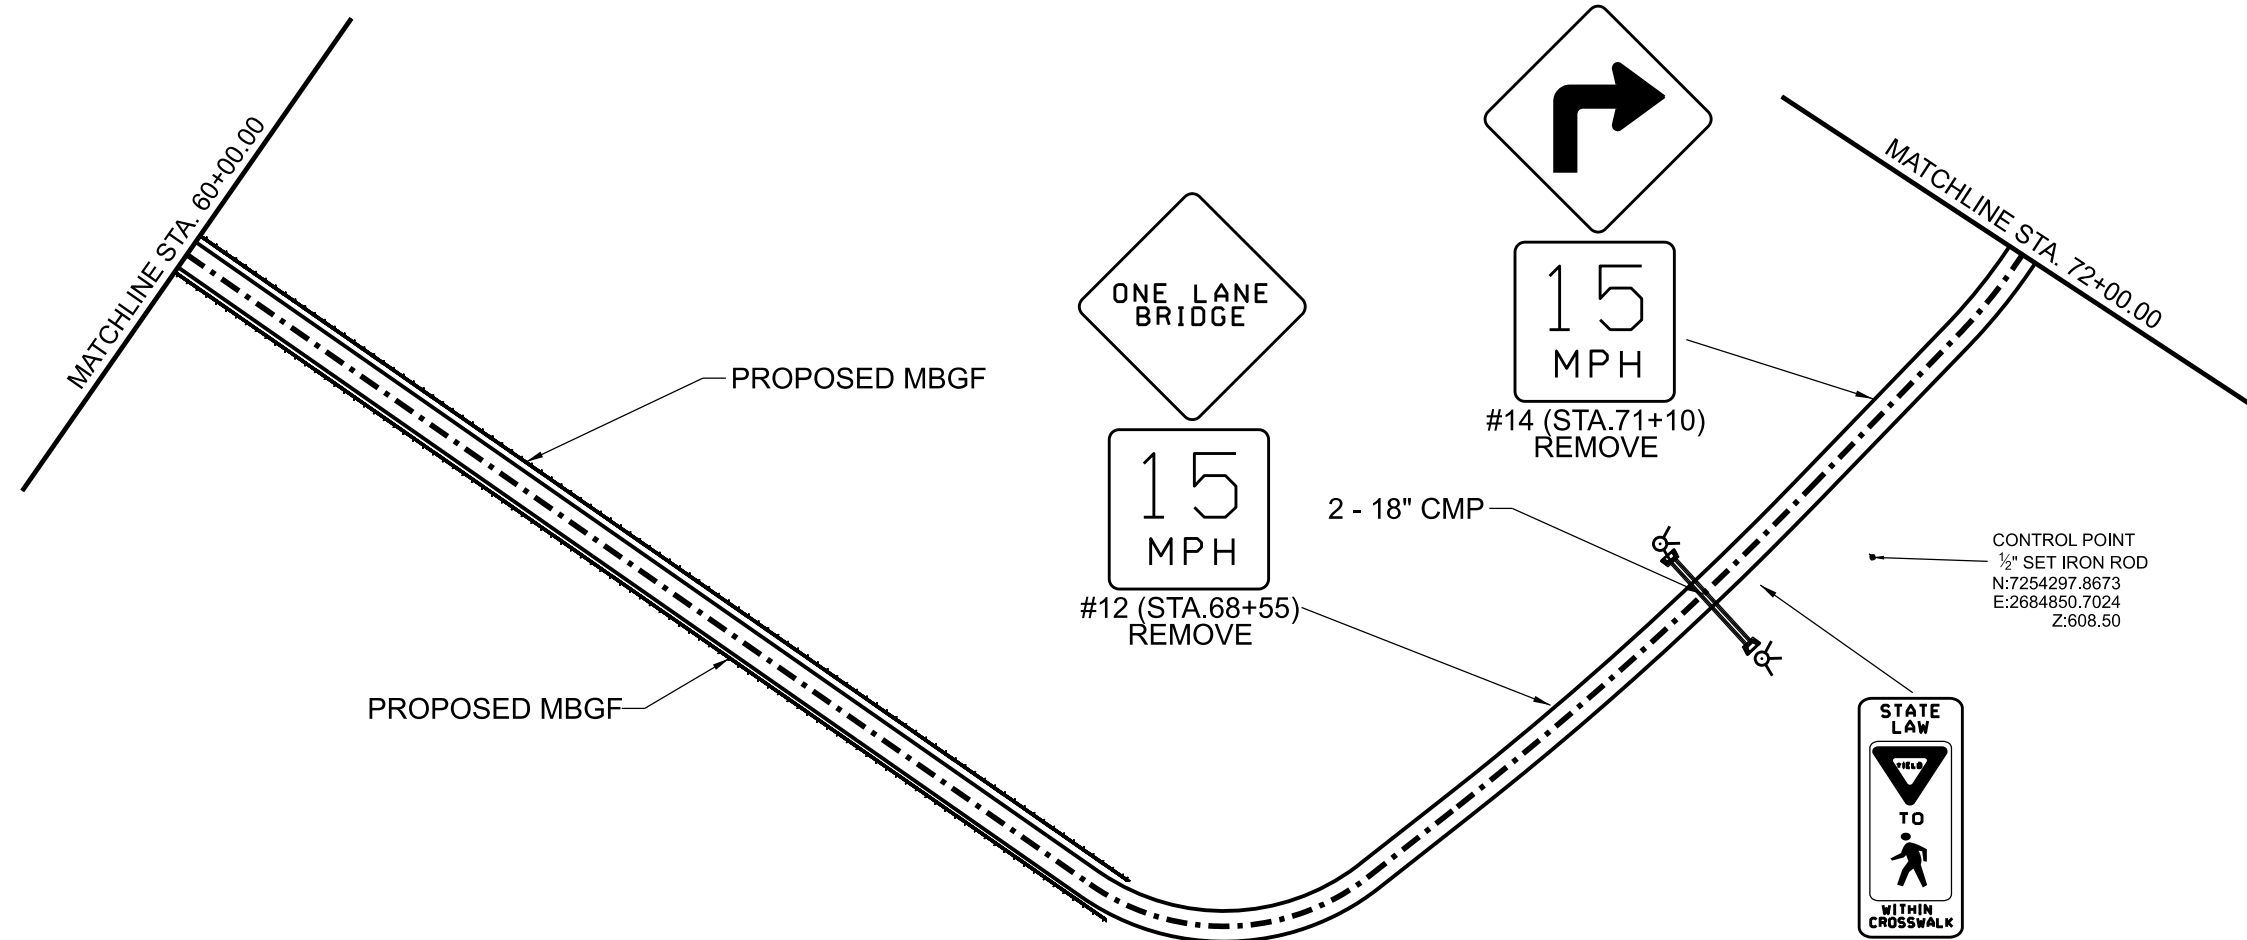 MATCHLINE STA. 60+00.00
PROPOSED MBGF
PROPOSED MBGF
ONE LANE
BRIDGE
15
MPH
#12 (STA.68+55)
REMOVE
15
MPH
#14 (STA.71+10)
REMOVE
2 - 18" CMP
MATCHLINE STA. 72+00.00
CONTROL POINT
½" SET IRON ROD
N:7254297.8673
E:2684850.7024
Z:608.50
STATE
LAW
YIELD
TO
WITHIN
CROSSWALK